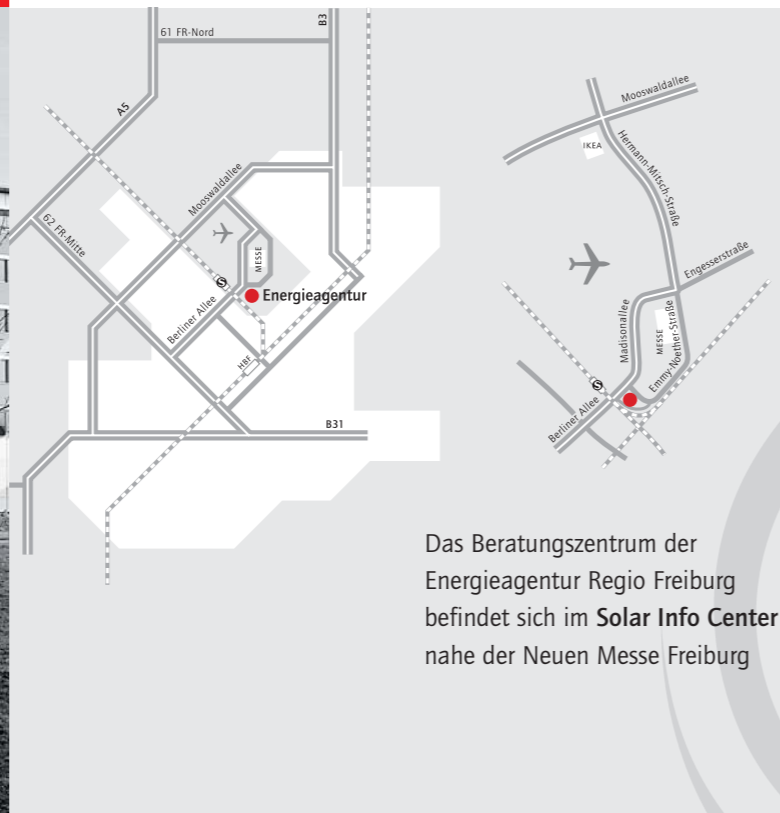 61 FR-Nord
B3
A5
Mooswaldallee
62 FR-Mitte
MESSE
S
Energieagentur
Berliner Allee
HBF
B31
Mooswaldallee
IKEA
Hermann-Mitsch-Straße
Engesserstraße
Madisonallee
MESSE
Emmy-Noether-Straße
S
Berliner Allee
Das Beratungszentrum der
Energieagentur Regio Freiburg
befindet sich im Solar Info Center
nahe der Neuen Messe Freiburg